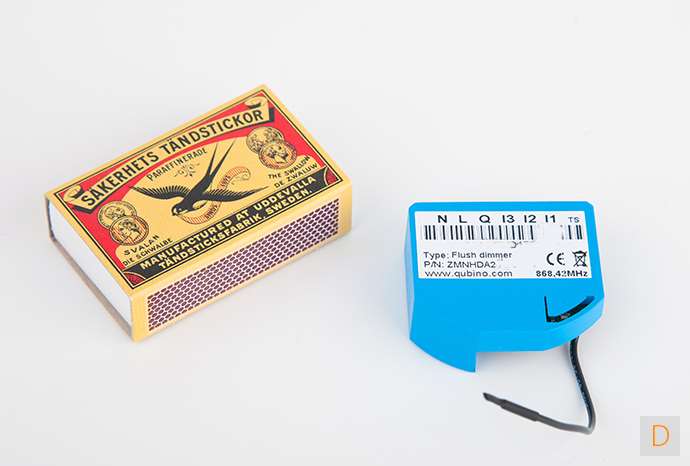 SÄKERHETS TÄNDSTICKOR
PARAFFINERADE
THE SWALLOW
DE ZWALUW
SVALAN
DIE SCHWALBE
MANUFACTURED AT UDDEVALLA
TÄNDSTICKSFABRIK, SWEDEN.
N L Q I3 I2 I1 TS
Type: Flush dimmer
P/N: ZMNHDA2
CE
www.qubino.com 868,42MHz
D